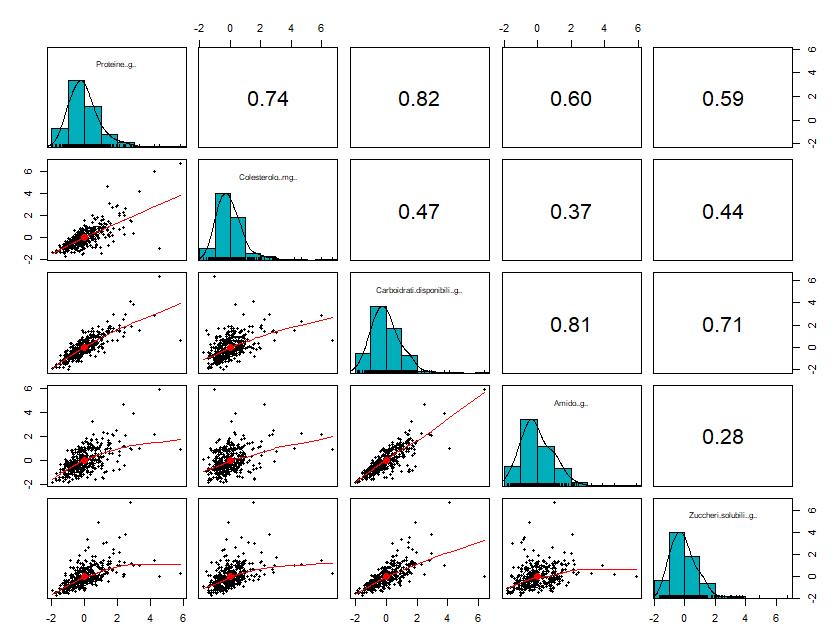 -2 0 2 4 6 -2 0 2 4 6
Proteine..g.. 0.74 0.82 0.60 0.59 -2 0 2 4 6
-2 0 2 4 6 Colesterolo..mg.. 0.47 0.37 0.44
Carboidrati.disponibili..g.. 0.81 0.71 -2 0 2 4 6
-2 0 2 4 6 Amido..g.. 0.28
Zuccheri.solubili..g.. -2 0 2 4 6
-2 0 2 4 6 -2 0 2 4 6 -2 0 2 4 6